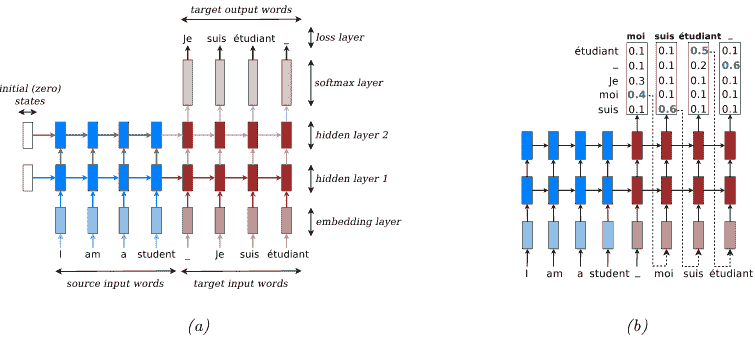 target output words
Je suis étudiant _
loss layer
softmax layer
initial (zero)
states
hidden layer 2
hidden layer 1
embedding layer
I am a student _ Je suis étudiant
source input words target input words
(a)
moi suis étudiant _
étudiant 0.1 0.1 0.5 0.1
_ 0.1 0.1 0.2 0.6
Je 0.3 0.1 0.1 0.1
moi 0.4 0.1 0.1 0.1
suis 0.1 0.6 0.1 0.1
I am a student _ moi suis étudiant
(b)